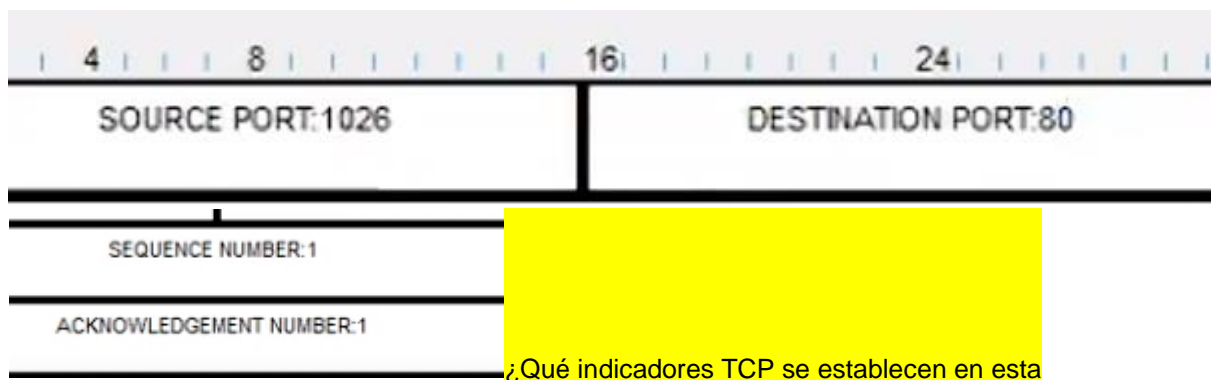 4 8 16 24
SOURCE PORT:1026 DESTINATION PORT:80
SEQUENCE NUMBER:1
ACKNOWLEDGEMENT NUMBER:1
¿Qué indicadores TCP se establecen en esta